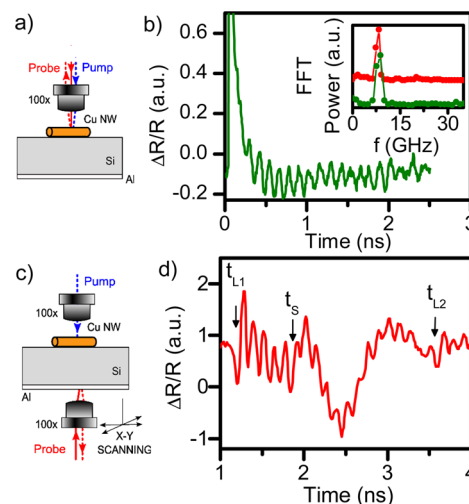 a)
Probe
Pump
100x
Cu NW
Si
Al
b)
ΔR/R (a.u.)
0.6
0.4
0.2
0.0
-0.2
0
1
2
3
Time (ns)
FFT
Power (a.u.)
0
15
30
f (GHz)
c)
Pump
Cu NW
Si
Al
100x
X-Y
SCANNING
Probe
d)
ΔR/R (a.u.)
2
1
0
-1
tL1
tS
tL2
1
2
3
4
Time (ns)